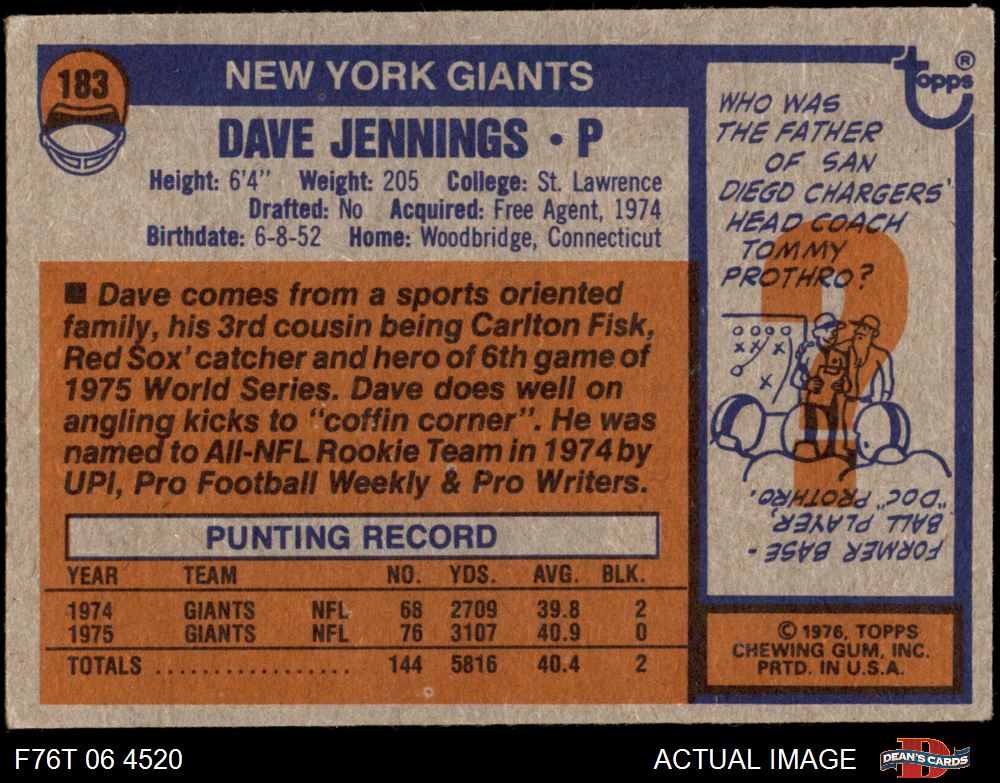 183
NEW YORK GIANTS
topps®
DAVE JENNINGS • P
Height: 6'4" Weight: 205 College: St. Lawrence
Drafted: No Acquired: Free Agent, 1974
Birthdate: 6-8-52 Home: Woodbridge, Connecticut
■ Dave comes from a sports oriented
family, his 3rd cousin being Carlton Fisk,
Red Sox' catcher and hero of 6th game of
1975 World Series. Dave does well on
angling kicks to "coffin corner". He was
named to All-NFL Rookie Team in 1974 by
UPI, Pro Football Weekly & Pro Writers.
PUNTING RECORD
YEAR TEAM NO. YDS. AVG. BLK.
1974 GIANTS NFL 68 2709 39.8 2
1975 GIANTS NFL 76 3107 40.9 0
TOTALS .................. 144 5816 40.4 2
WHO WAS
THE FATHER
OF SAN
DIEGO CHARGERS'
HEAD COACH
TOMMY
PROTHRO?
FORMER BASE-
BALL PLAYER,
"DOC" PROTHRO.
© 1976, TOPPS
CHEWING GUM, INC.
PRTD. IN U.S.A.
F76T 06 4520
ACTUAL IMAGE
DEAN'S CARDS